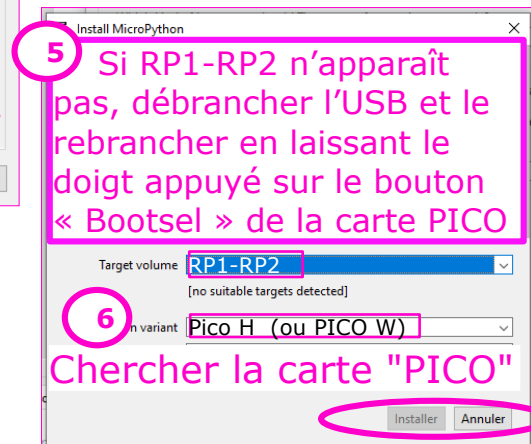 Install MicroPython
5
Si RP1-RP2 n’apparaît
pas, débrancher l’USB et le
rebrancher en laissant le
doigt appuyé sur le bouton
« Bootsel » de la carte PICO
Target volume RP1-RP2
[no suitable targets detected]
6
variant Pico H (ou PICO W)
Chercher la carte "PICO"
Installer Annuler